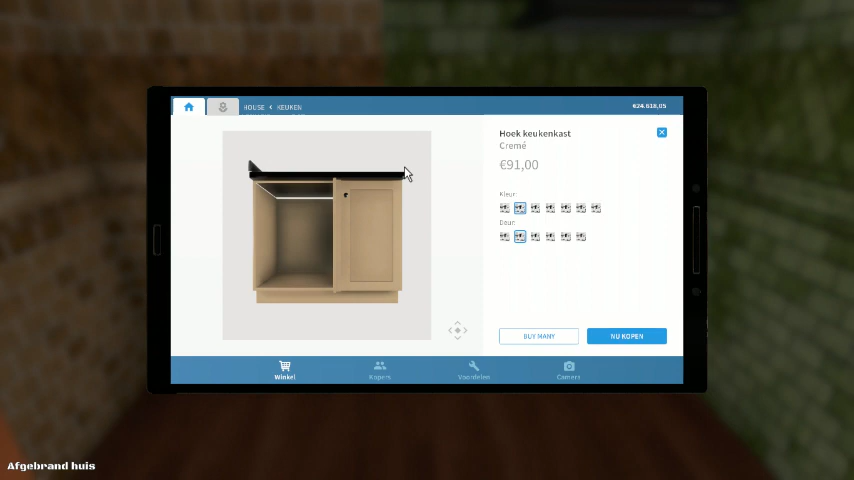 HOUSE < KEUKEN
€24.618,05
Hoek keukenkast
Cremé
€91,00
Kleur:
Deur:
BUY MANY
NU KOPEN
Winkel
Kopers
Voordelen
Camera
Afgebrand huis